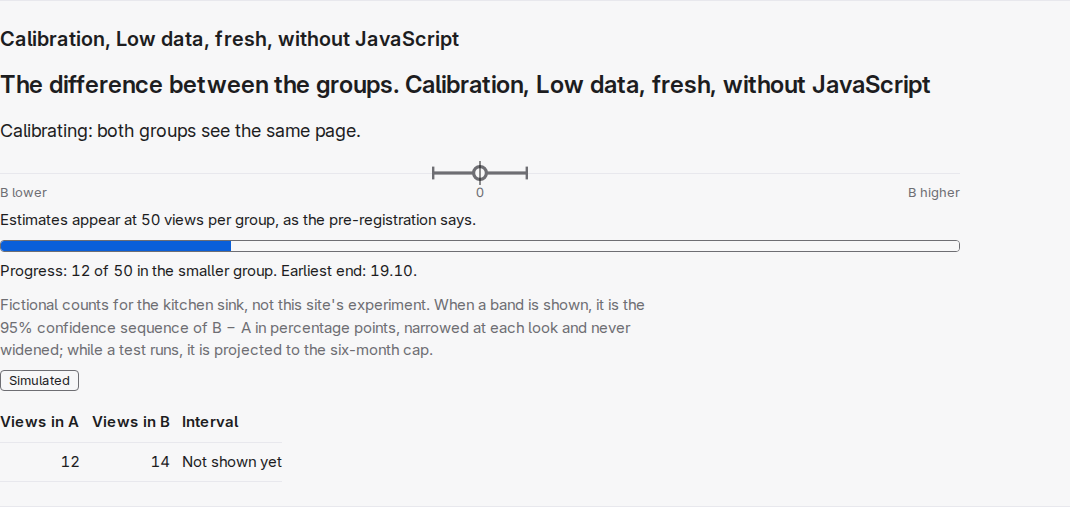 Calibration, Low data, fresh, without JavaScript
The difference between the groups. Calibration, Low data, fresh, without JavaScript
Calibrating: both groups see the same page.
B lower 0 B higher
Estimates appear at 50 views per group, as the pre-registration says.
Progress: 12 of 50 in the smaller group. Earliest end: 19.10.
Fictional counts for the kitchen sink, not this site's experiment. When a band is shown, it is the
95% confidence sequence of B − A in percentage points, narrowed at each look and never
widened; while a test runs, it is projected to the six-month cap.
Simulated
Views in A Views in B Interval
12 14 Not shown yet